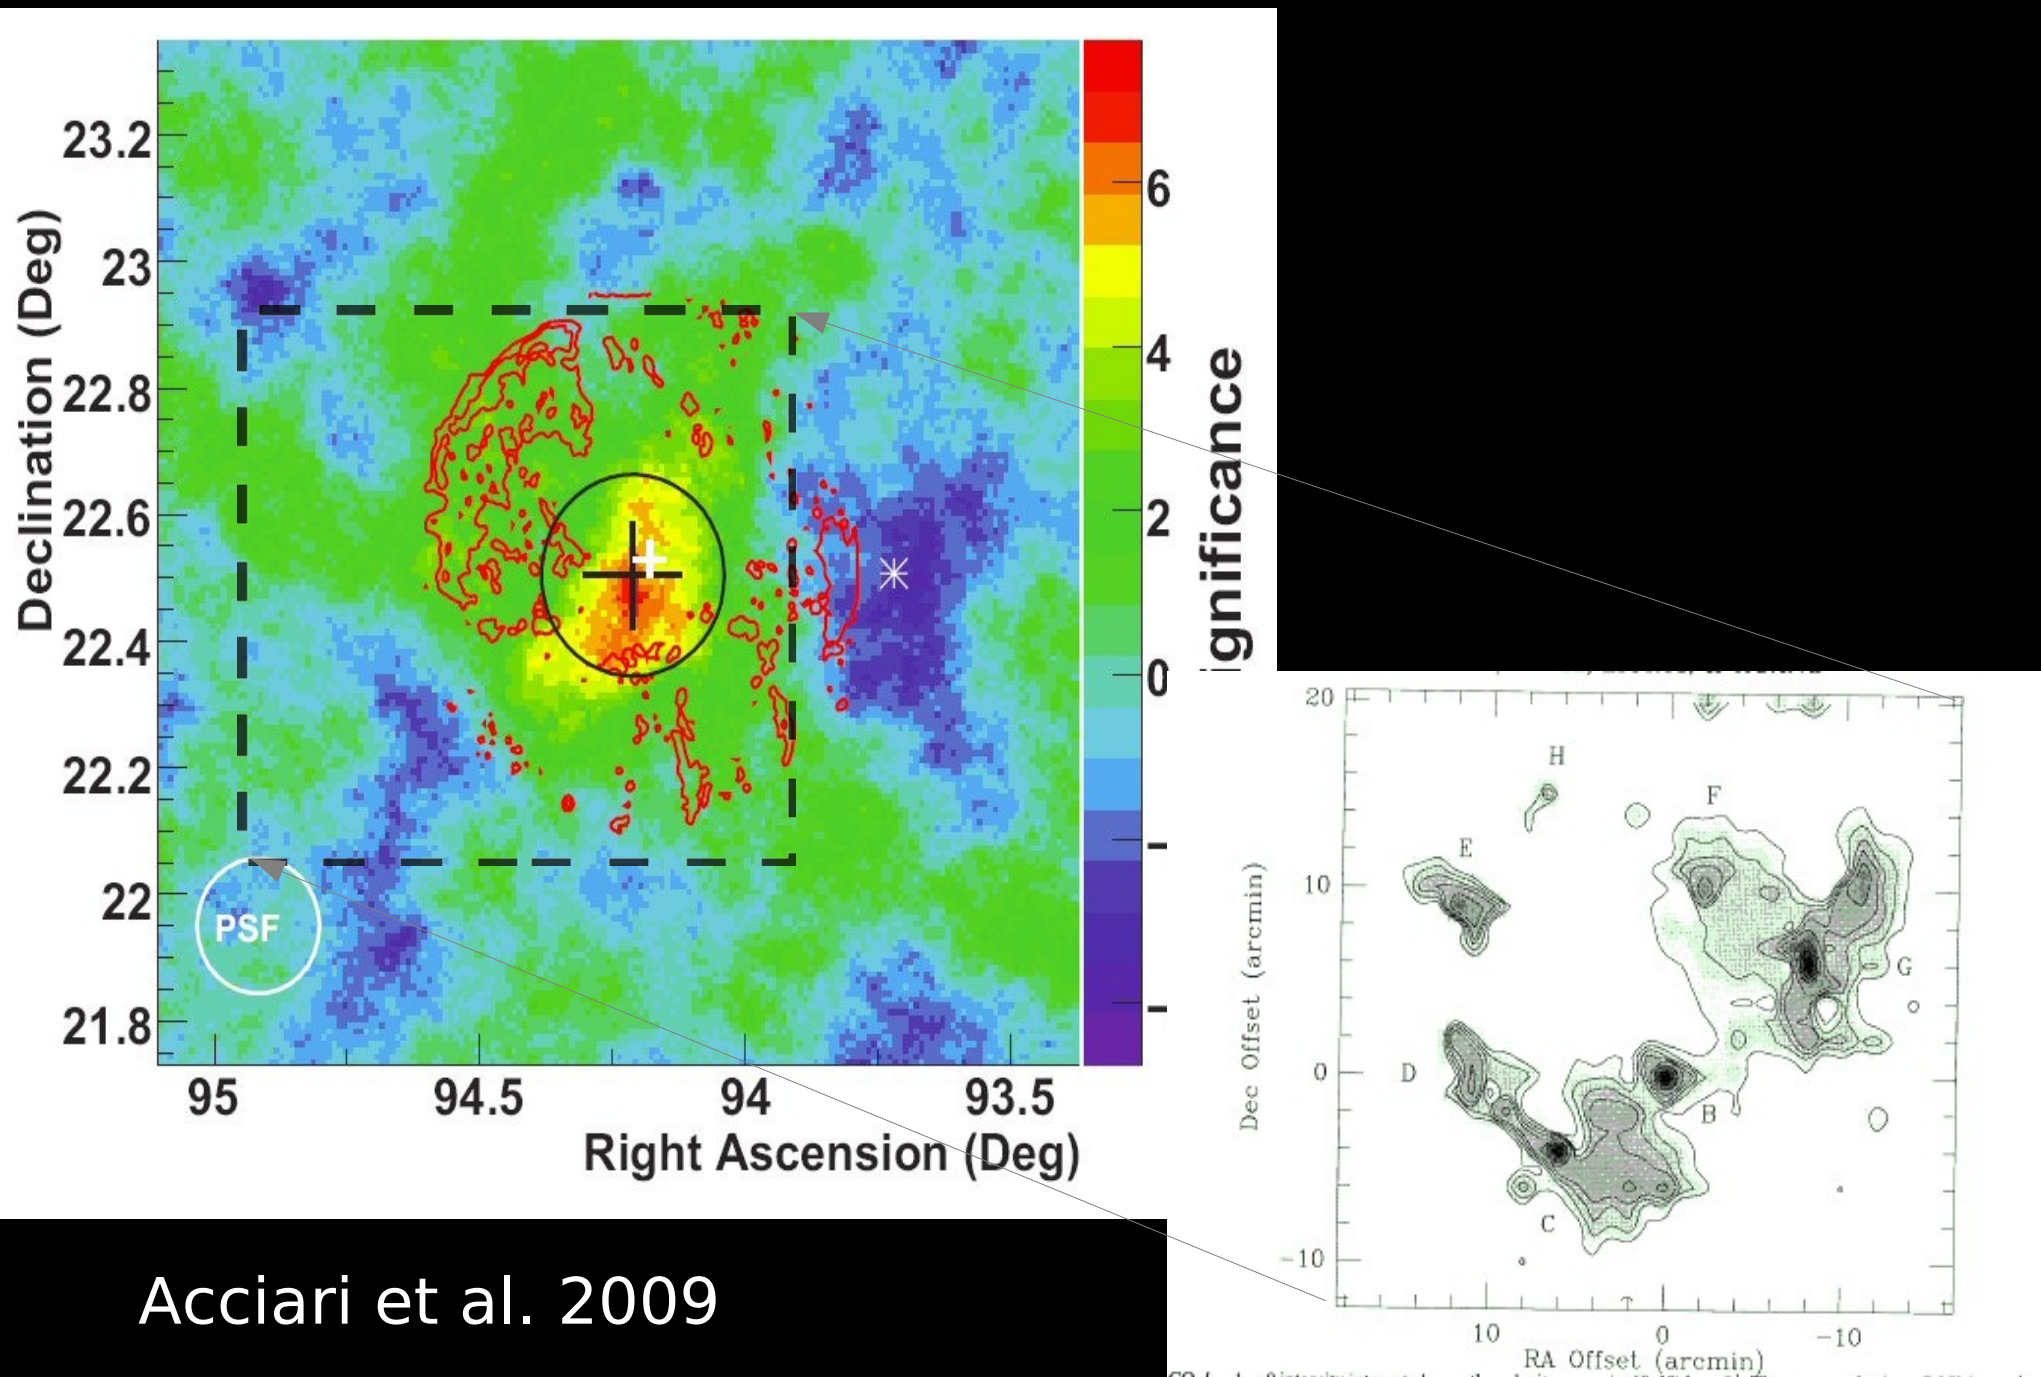 23.2
23
22.8
22.6
22.4
22.2
22
21.8
Declination (Deg)
PSF
95
94.5
94
93.5
Right Ascension (Deg)
6
4
2
0
ignificance
Acciari et al. 2009
20
10
0
-10
Dec Offset (arcmin)
H
F
E
G
D
B
C
10
0
-10
RA Offset (arcmin)